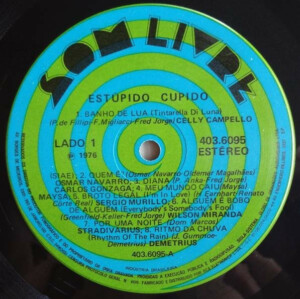 SOM LIVRE
ESTÚPIDO CUPIDO
1. BANHO DE LUA (Tintarella Di Luna)
(P. de Filippi-F. Migliacci-Fred Jorge) CELLY CAMPELLO
LADO 1
403.6095
℗ 1976
ESTÉREO
2. QUEM É (Osmar Navarro Oldemar Magalhães)
OSMAR NAVARRO. 3. DIANA (P. Anka-Fred Jorge)
CARLOS GONZAGA. 4. MEU MUNDO CAIU (Maysa)
MAYSA. 5. BROTO LEGAL (I'm In Love) (H. Earnhart/Renato
SERGIO MURILLO. 6. ALGUÉM É BOBO
DE ALGUÉM (Everybody's Somebody's Fool)
(Greenfield-Keller-Fred Jorge) WILSON MIRANDA
7. POR UMA NOITE (Dom Marcos)
STRADIVARIUS. 8. RITMO DA CHUVA
(Rhythm Of The Rain) (J. Gummoe-
Demetrius) DEMETRIUS
403.6095-A
INDÚSTRIA BRASILEIRA